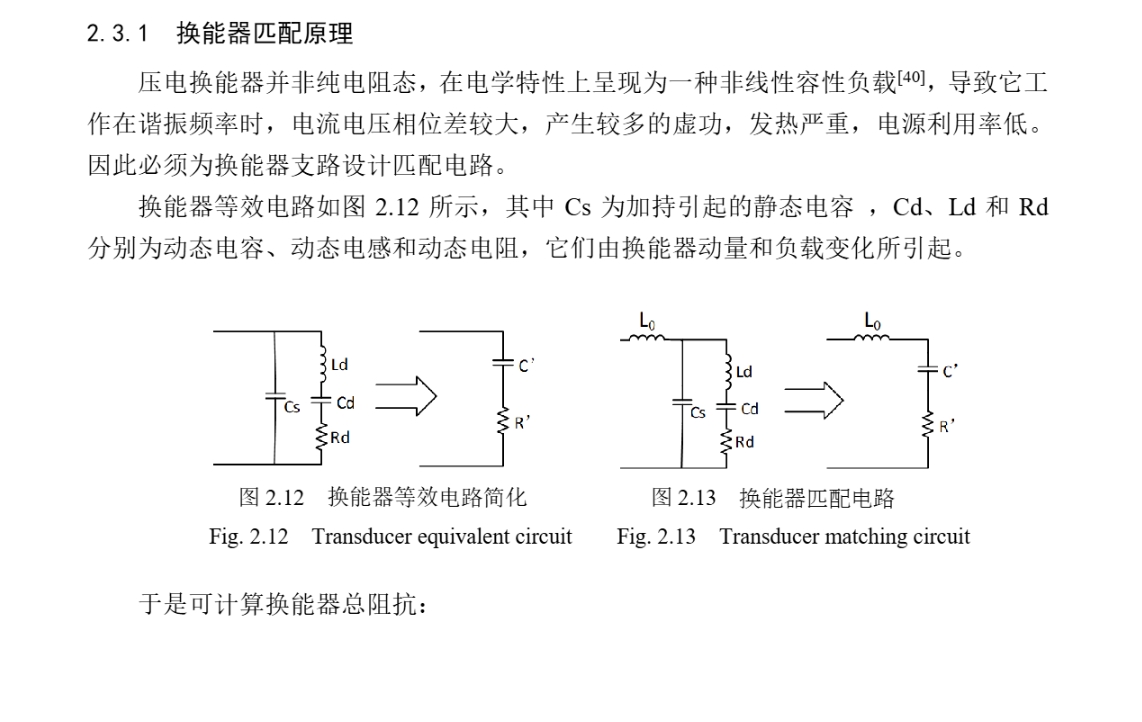 2.3.1 换能器匹配原理
压电换能器并非纯电阻态，在电学特性上呈现为一种非线性容性负载[40]，导致它工
作在谐振频率时，电流电压相位差较大，产生较多的虚功，发热严重，电源利用率低。
因此必须为换能器支路设计匹配电路。
换能器等效电路如图 2.12 所示，其中 Cs 为加持引起的静态电容 ，Cd、Ld 和 Rd
分别为动态电容、动态电感和动态电阻，它们由换能器动量和负载变化所引起。
Ld
Cs
Cd
Rd
C'
R'
L0
Ld
Cs
Cd
Rd
L0
C'
R'
图 2.12 换能器等效电路简化
Fig. 2.12 Transducer equivalent circuit
图 2.13 换能器匹配电路
Fig. 2.13 Transducer matching circuit
于是可计算换能器总阻抗：